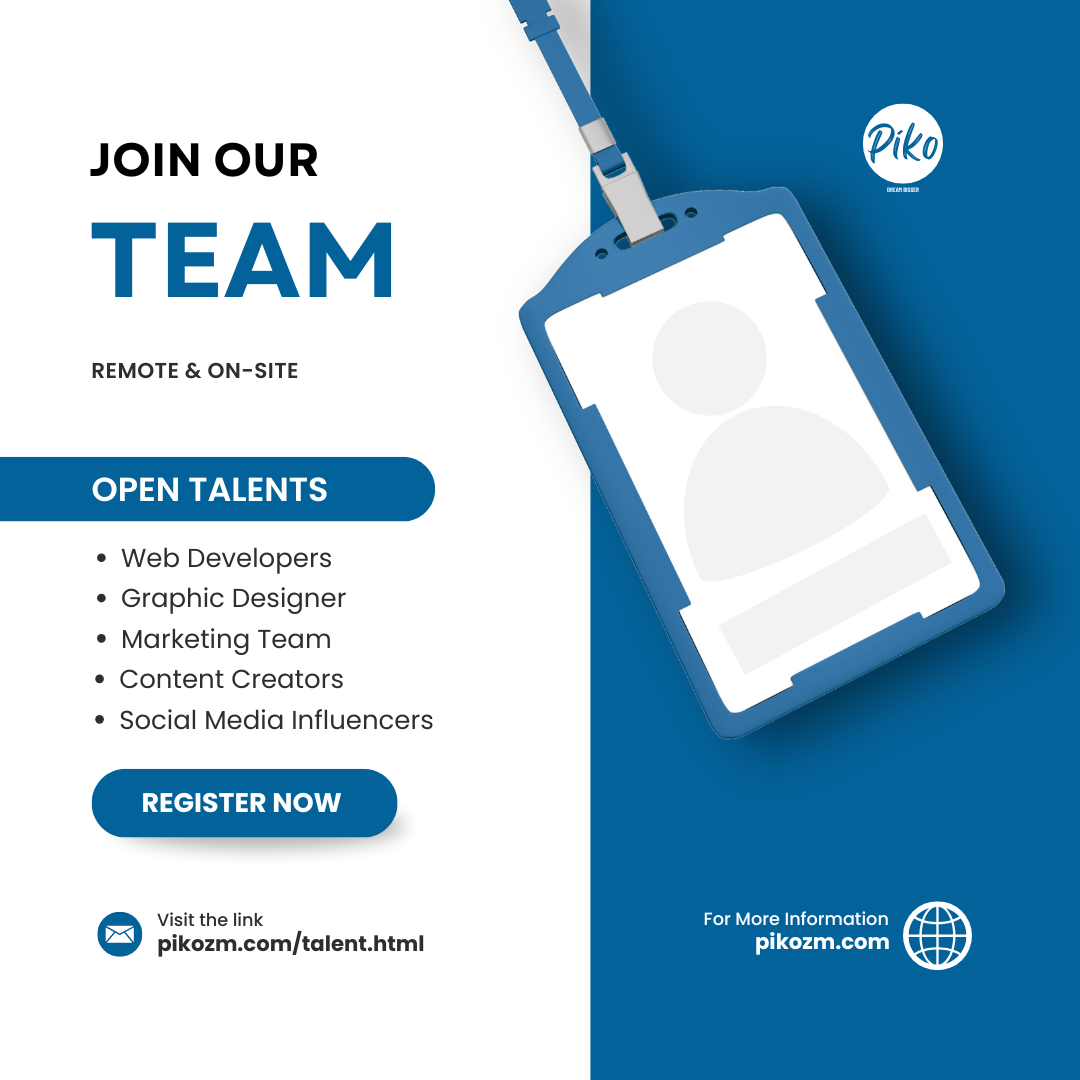 JOIN OUR
TEAM
REMOTE & ON-SITE
OPEN TALENTS
• Web Developers
• Graphic Designer
• Marketing Team
• Content Creators
• Social Media Influencers
REGISTER NOW
Visit the link
pikozm.com/talent.html
Piko
DREAM BIGGER
For More Information
pikozm.com